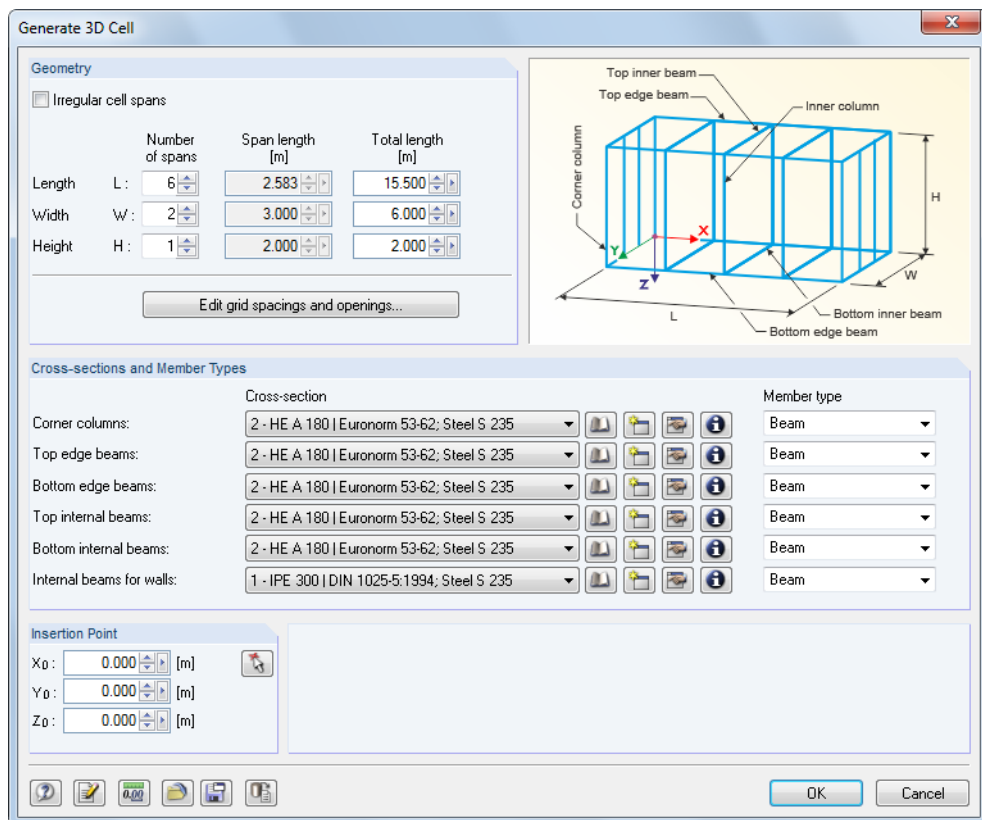 Generate 3D Cell
Geometry
Irregular cell spans
Number of spans
Span length [m]
Total length [m]
Length L: 6 2.583 15.500
Width W: 2 3.000 6.000
Height H: 1 2.000 2.000
Edit grid spacings and openings...
Top inner beam
Top edge beam
Inner column
Corner column
H
X
Y
Z
W
L
Bottom inner beam
Bottom edge beam
Cross-sections and Member Types
Cross-section Member type
Corner columns: 2 - HE A 180 | Euronorm 53-62; Steel S 235 Beam
Top edge beams: 2 - HE A 180 | Euronorm 53-62; Steel S 235 Beam
Bottom edge beams: 2 - HE A 180 | Euronorm 53-62; Steel S 235 Beam
Top internal beams: 2 - HE A 180 | Euronorm 53-62; Steel S 235 Beam
Bottom internal beams: 2 - HE A 180 | Euronorm 53-62; Steel S 235 Beam
Internal beams for walls: 1 - IPE 300 | DIN 1025-5:1994; Steel S 235 Beam
Insertion Point
X0: 0.000 [m]
Y0: 0.000 [m]
Z0: 0.000 [m]
0.00
OK Cancel